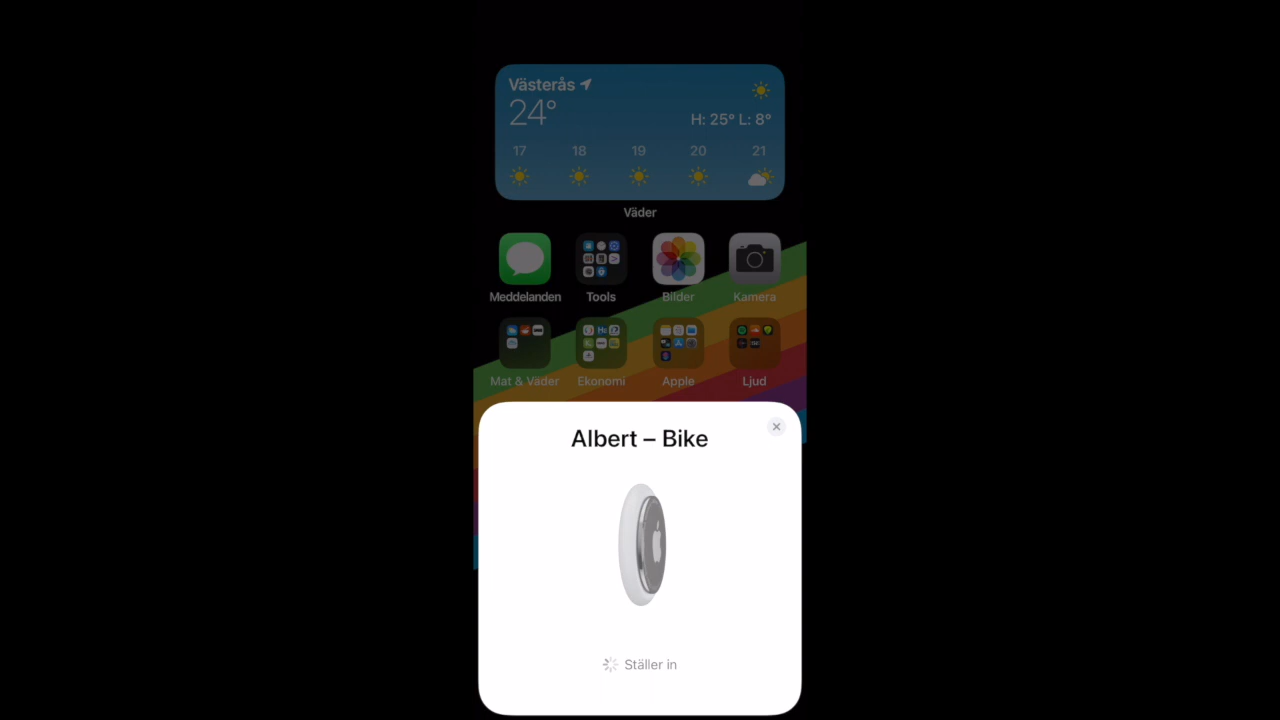 Västerås
24°
H: 25° L: 8°
17 18 19 20 21
Väder
Meddelanden Tools Bilder Kamera
Mat & Väder Ekonomi Apple Ljud
Albert – Bike
Ställer in